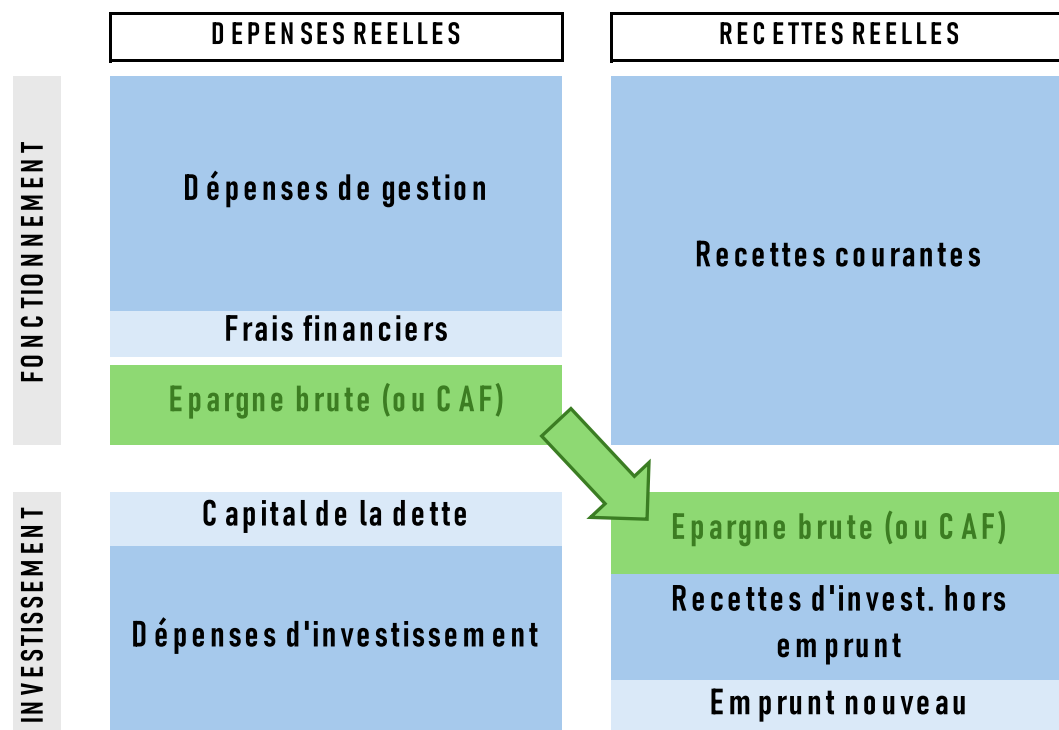 DEPENSES REELLES
RECETTES REELLES
FONCTIONNEMENT
Dépenses de gestion
Frais financiers
Epargne brute (ou CAF)
Recettes courantes
INVESTISSEMENT
Capital de la dette
Dépenses d'investissement
Epargne brute (ou CAF)
Recettes d'invest. hors
emprunt
Emprunt nouveau